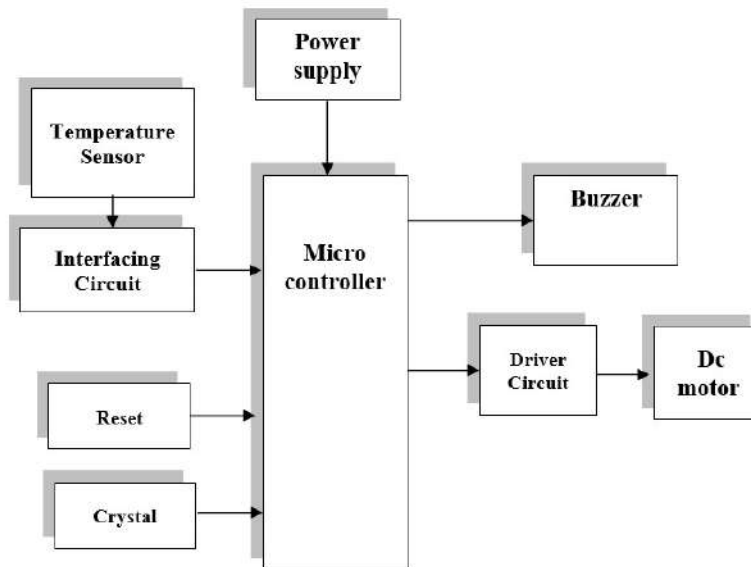 Power
supply
Temperature
Sensor
Interfacing
Circuit
Micro
controller
Buzzer
Driver
Circuit
Dc
motor
Reset
Crystal